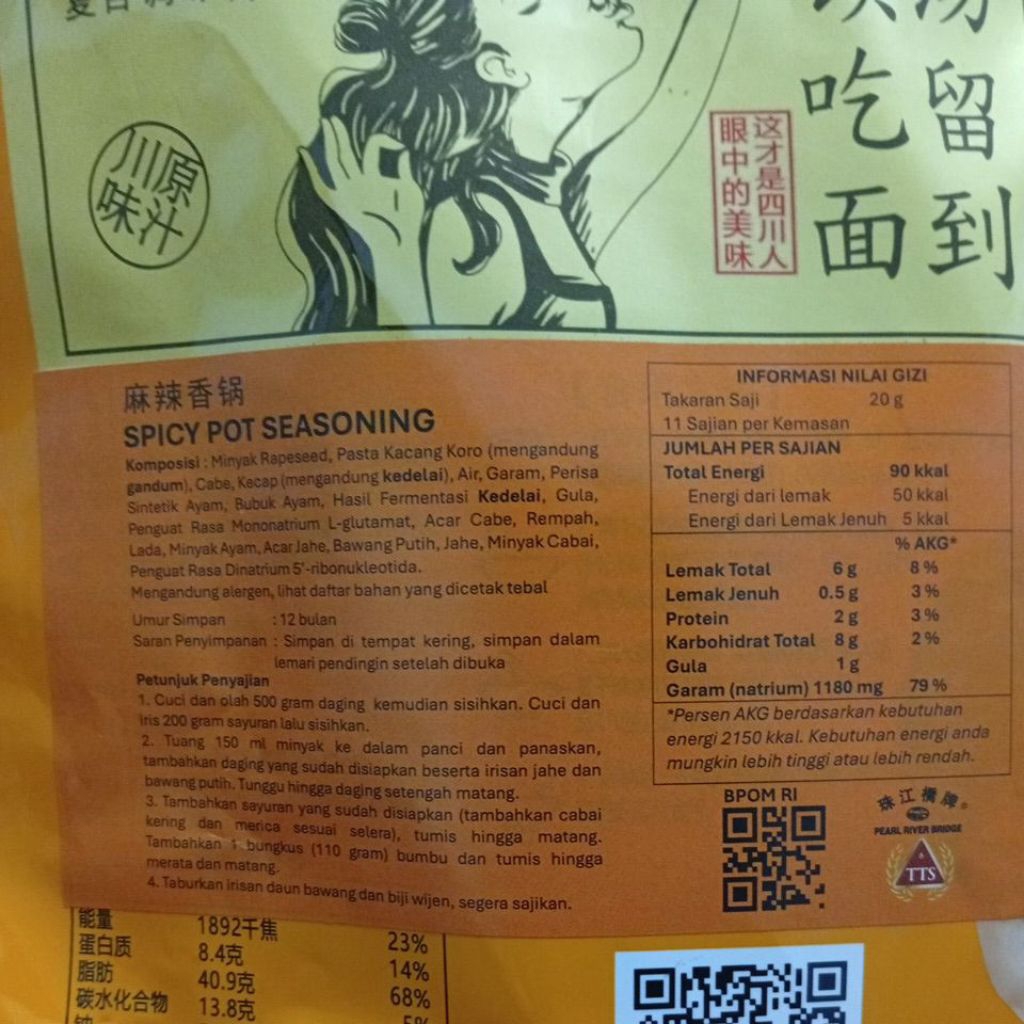 川原
味汁
这才是四川人
眼中的美味
汤留到
吃面
麻辣香锅
SPICY POT SEASONING
Komposisi : Minyak Rapeseed, Pasta Kacang Koro (mengandung
gandum), Cabe, Kecap (mengandung kedelai), Air, Garam, Perisa
Sintetik Ayam, Bubuk Ayam, Hasil Fermentasi Kedelai, Gula,
Penguat Rasa Mononatrium L-glutamat, Acar Cabe, Rempah,
Lada, Minyak Ayam, Acar Jahe, Bawang Putih, Jahe, Minyak Cabai,
Penguat Rasa Dinatrium 5'-ribonukleotida.
Mengandung alergen, lihat daftar bahan yang dicetak tebal
Umur Simpan : 12 bulan
Saran Penyimpanan : Simpan di tempat kering, simpan dalam
lemari pendingin setelah dibuka
Petunjuk Penyajian
1. Cuci dan olah 500 gram daging kemudian sisihkan. Cuci dan
iris 200 gram sayuran lalu sisihkan.
2. Tuang 150 ml minyak ke dalam panci dan panaskan,
tambahkan daging yang sudah disiapkan beserta irisan jahe dan
bawang putih. Tunggu hingga daging setengah matang.
3. Tambahkan sayuran yang sudah disiapkan (tambahkan cabai
kering dan merica sesuai selera), tumis hingga matang.
Tambahkan 1 bungkus (110 gram) bumbu dan tumis hingga
merata dan matang.
4. Taburkan irisan daun bawang dan biji wijen, segera sajikan.
INFORMASI NILAI GIZI
Takaran Saji 20 g
11 Sajian per Kemasan
JUMLAH PER SAJIAN
Total Energi 90 kkal
Energi dari lemak 50 kkal
Energi dari Lemak Jenuh 5 kkal
% AKG*
Lemak Total 6 g 8 %
Lemak Jenuh 0.5 g 3 %
Protein 2 g 3 %
Karbohidrat Total 8 g 2 %
Gula 1 g
Garam (natrium) 1180 mg 79 %
*Persen AKG berdasarkan kebutuhan
energi 2150 kkal. Kebutuhan energi anda
mungkin lebih tinggi atau lebih rendah.
BPOM RI
珠江橋牌®
PEARL RIVER BRIDGE
TTS
能量 1892千焦 23%
蛋白质 8.4克 14%
脂肪 40.9克 68%
碳水化合物 13.8克 5%